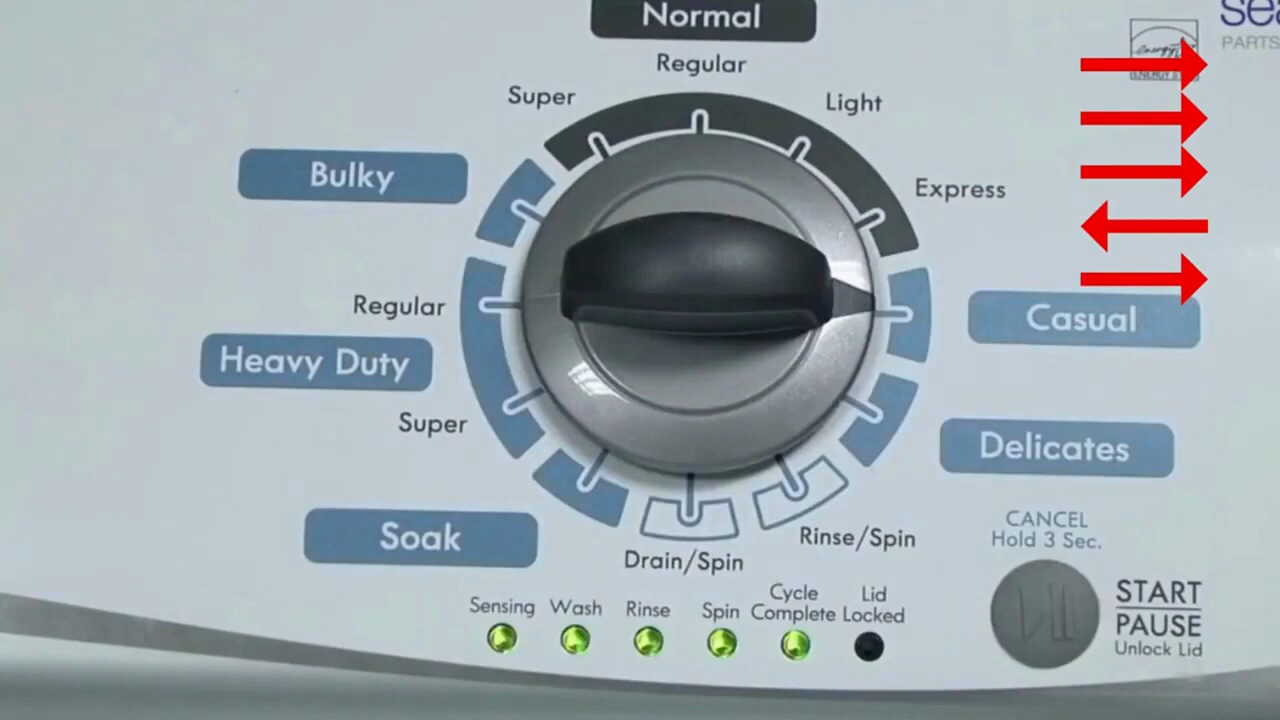 Normal
Regular
Super
Light
Bulky
Express
Regular
Casual
Heavy Duty
Super
Delicates
Soak
Rinse/Spin
Drain/Spin
CANCEL
Hold 3 Sec.
Sensing
Wash
Rinse
Spin
Cycle
Complete
Lid
Locked
START
PAUSE
Unlock Lid
PARTS